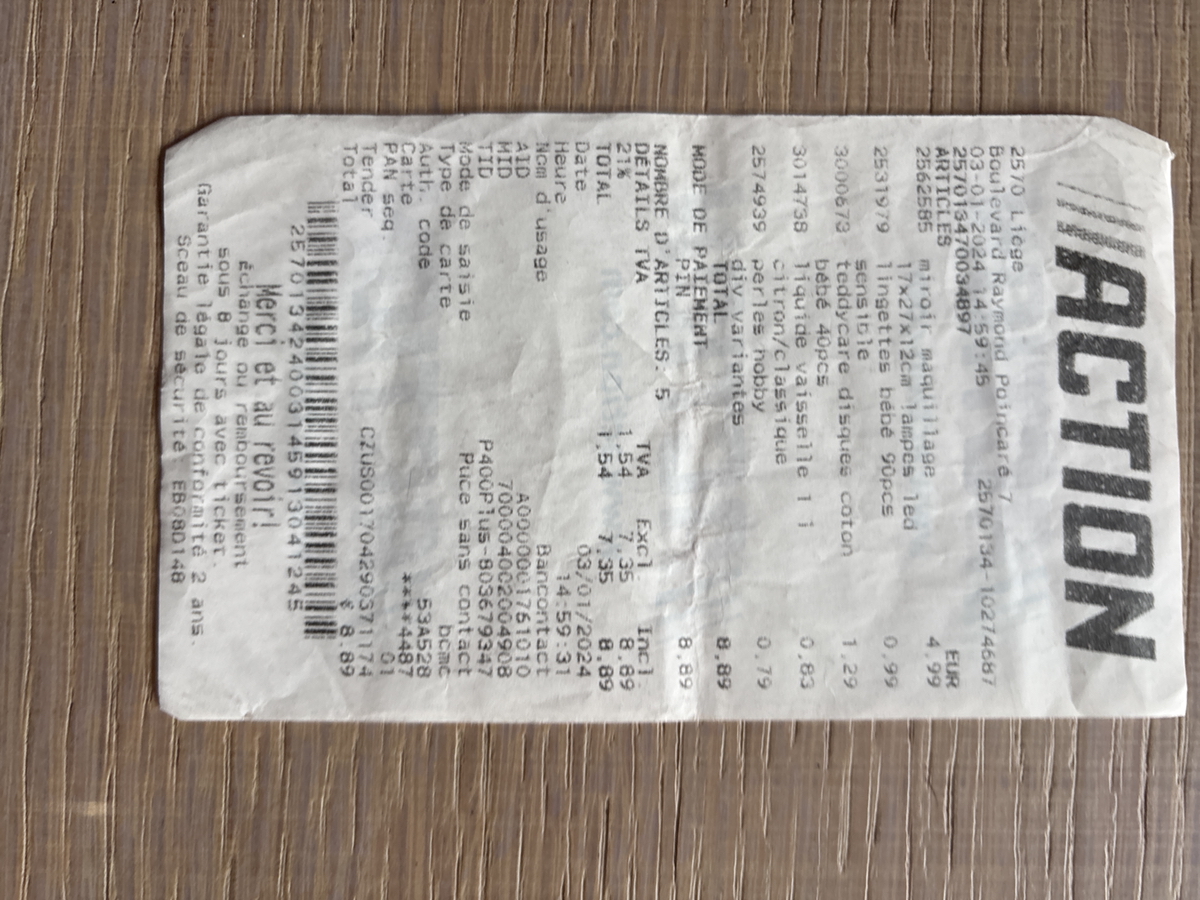 ACTION
2570 Liège
Boulevard Raymond Poincaré 7
03-01-2024 14:59:45 2570134-10274687
257013470034897
ARTICLES EUR
2562585 miroir maquillage 4,99
17x27x12cm lampes led
2531979 lingettes bébé 90pcs 0,99
sensible
3000673 teddycare disques coton 1,29
bébé 40pcs
3014738 liquide vaisselle 1 l 0,83
citron/classique
2574939 perles hobby 0,79
div.variantes
TOTAL 8.89
MODE DE PAIEMENT
PIN 8,89
NOMBRE D'ARTICLES: 5
DÉTAILS TVA TVA Excl Incl.
21% 1,54 7,35 8,89
TOTAL 1,54 7,35 8,89
Date 03/01/2024
Heure 14:59:31
Nom d'usage Bancontact
AID A0000001761010
MID 70000400200 4908
TID P400Plus-803679347
Mode de saisie Puce sans contact
Type de carte bcmc
Auth. code 53A528
Carte ****4487
PAN seq. 01
Tender CZUS001704290371174
Total € 8.89
257013424003145913041245
Merci et au revoir!
Échange ou remboursement
sous 8 jours avec ticket.
Garantie légale de conformité 2 ans.
Sceau de sécurité EB080148